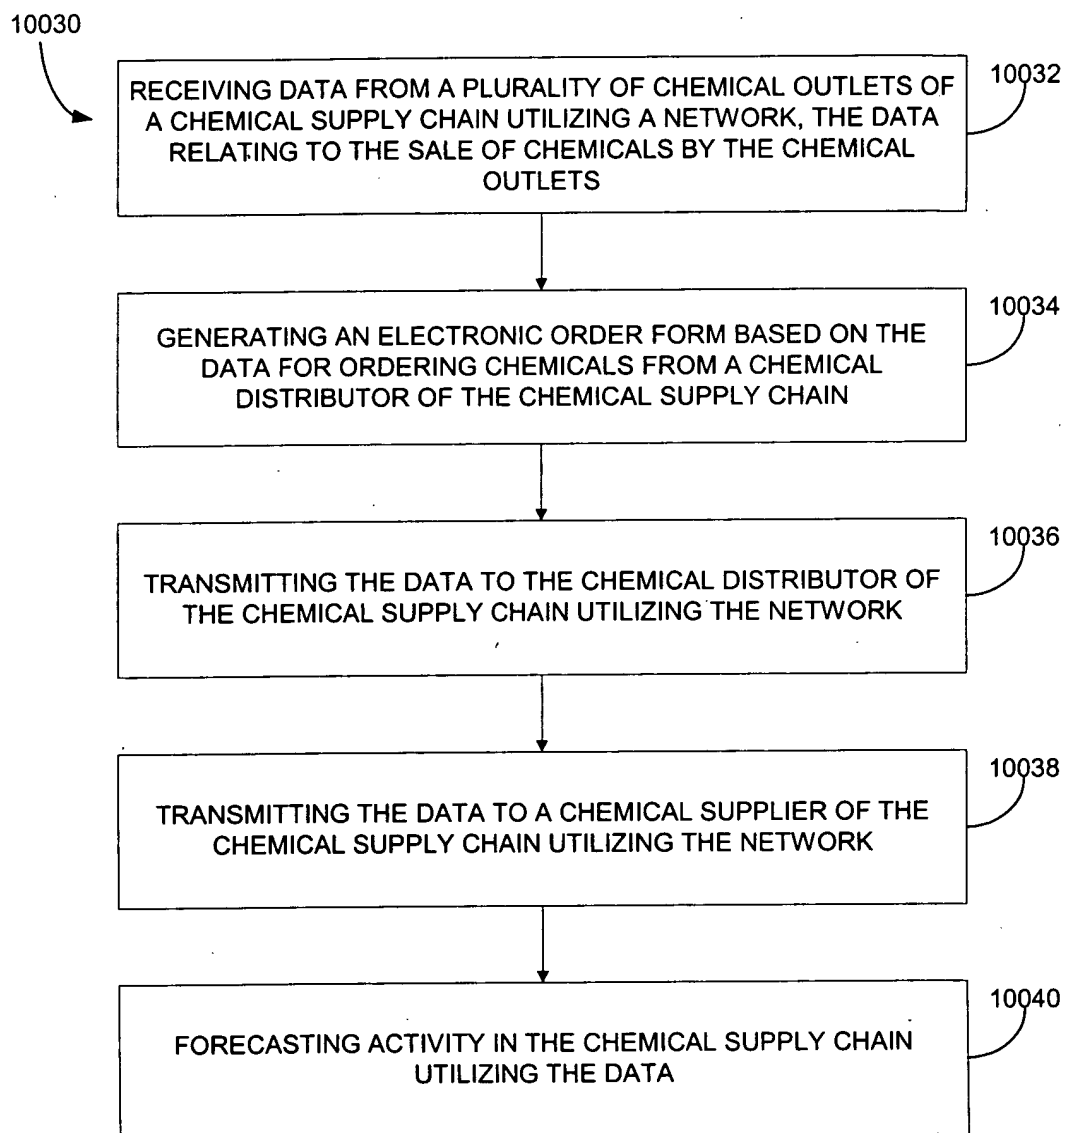 10030
10032
RECEIVING DATA FROM A PLURALITY OF CHEMICAL OUTLETS OF
A CHEMICAL SUPPLY CHAIN UTILIZING A NETWORK, THE DATA
RELATING TO THE SALE OF CHEMICALS BY THE CHEMICAL
OUTLETS
10034
GENERATING AN ELECTRONIC ORDER FORM BASED ON THE
DATA FOR ORDERING CHEMICALS FROM A CHEMICAL
DISTRIBUTOR OF THE CHEMICAL SUPPLY CHAIN
10036
TRANSMITTING THE DATA TO THE CHEMICAL DISTRIBUTOR OF
THE CHEMICAL SUPPLY CHAIN UTILIZING THE NETWORK
10038
TRANSMITTING THE DATA TO A CHEMICAL SUPPLIER OF THE
CHEMICAL SUPPLY CHAIN UTILIZING THE NETWORK
10040
FORECASTING ACTIVITY IN THE CHEMICAL SUPPLY CHAIN
UTILIZING THE DATA